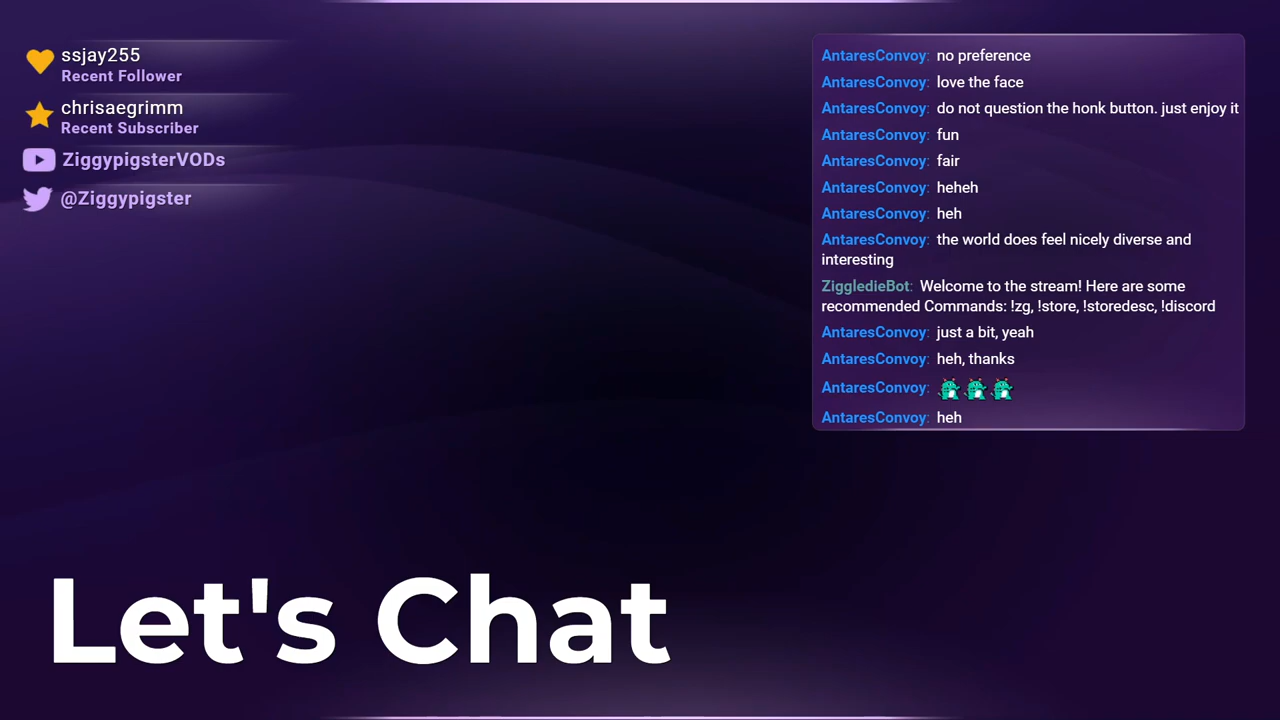 ssjay255
Recent Follower
chrisaegrimm
Recent Subscriber
ZiggypigsterVODs
@Ziggypigster
AntaresConvoy: no preference
AntaresConvoy: love the face
AntaresConvoy: do not question the honk button. just enjoy it
AntaresConvoy: fun
AntaresConvoy: fair
AntaresConvoy: heheh
AntaresConvoy: heh
AntaresConvoy: the world does feel nicely diverse and
interesting
ZiggledieBot: Welcome to the stream! Here are some
recommended Commands: !zg, !store, !storedesc, !discord
AntaresConvoy: just a bit, yeah
AntaresConvoy: heh, thanks
AntaresConvoy:
AntaresConvoy: heh
Let's Chat